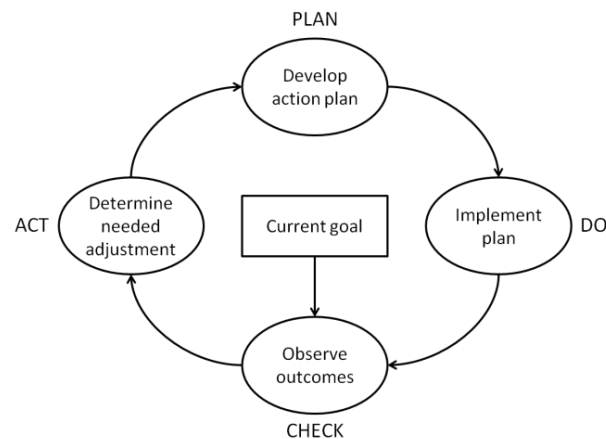 PLAN
Develop
action plan
ACT
Determine
needed
adjustment
Current goal
Implement
plan
DO
Observe
outcomes
CHECK